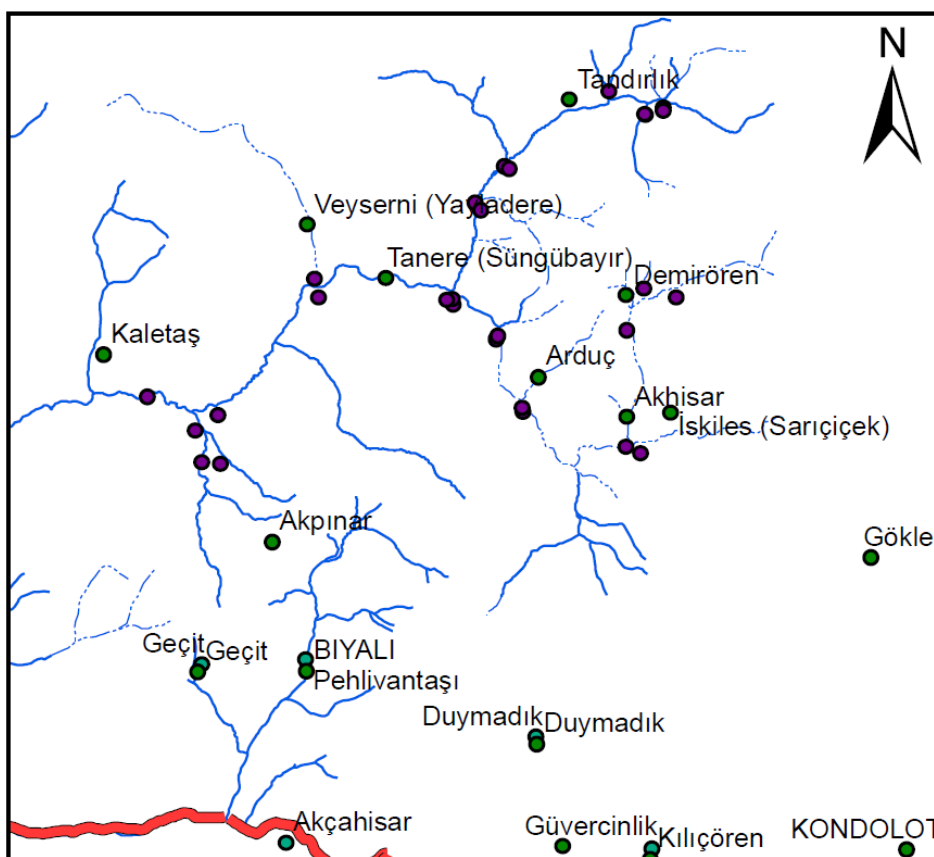 N
Tandırlık
Veyserni (Yayladere)
Tanere (Süngübayır)
Demirören
Kaletaş
Arduç
Akhisar
İskiles (Sarıçiçek)
Akpınar
Gökle
Geçit
Geçit
BIYALI
Pehlivantaşı
Duymadık
Duymadık
Akçahisar
Güvercinlik
Kılıçören
KONDOLOT